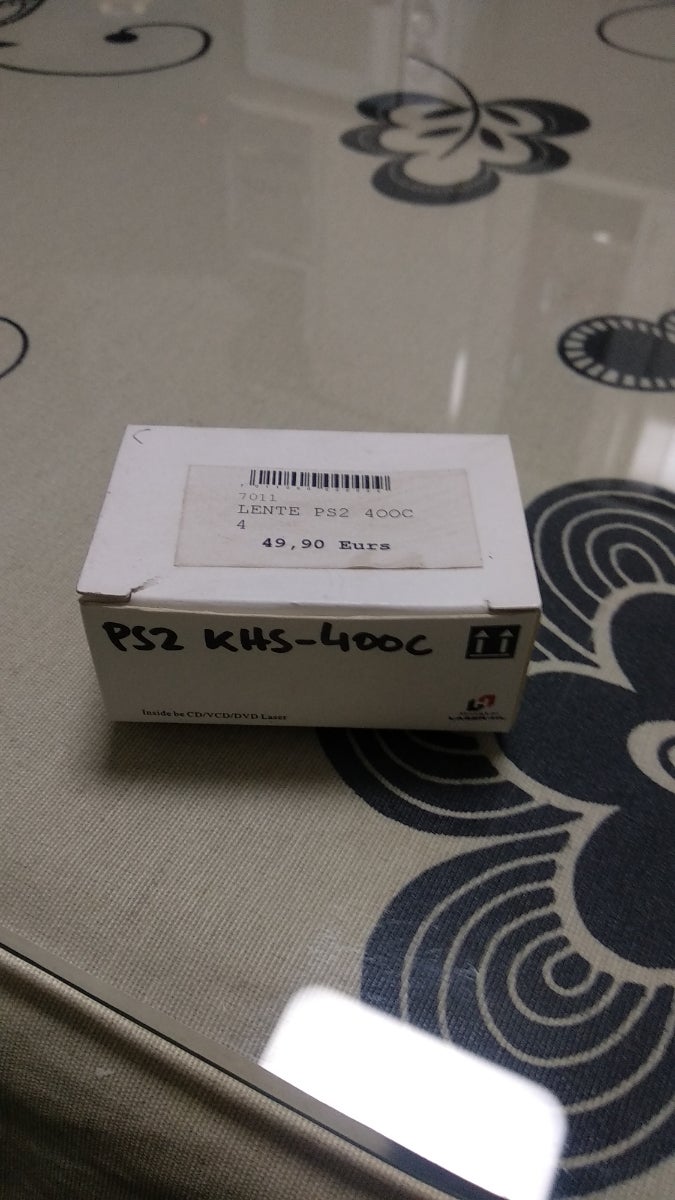 7011
LENTE PS2 400C
4
49,90 Eurs
PS2 KHS-400C
Inside be CD/VCD/DVD Laser